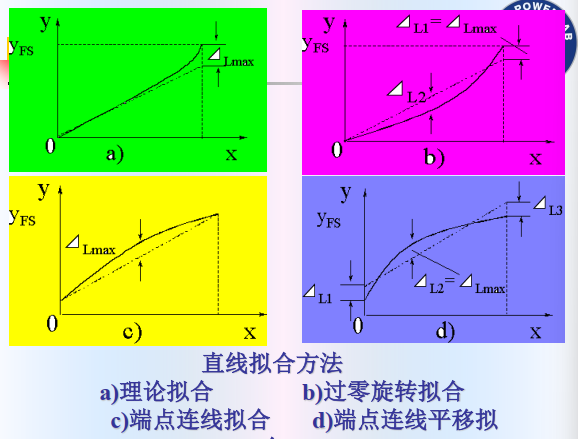 POWER LAB
y
yFS
⊿Lmax
0
a)
x
y
⊿L1=⊿Lmax
yFS
⊿L2
0
b)
x
y
yFS
⊿Lmax
0
c)
x
y
⊿L3
yFS
⊿L2=⊿Lmax
⊿L1
0
d)
x
直线拟合方法
a)理论拟合 b)过零旋转拟合
c)端点连线拟合 d)端点连线平移拟